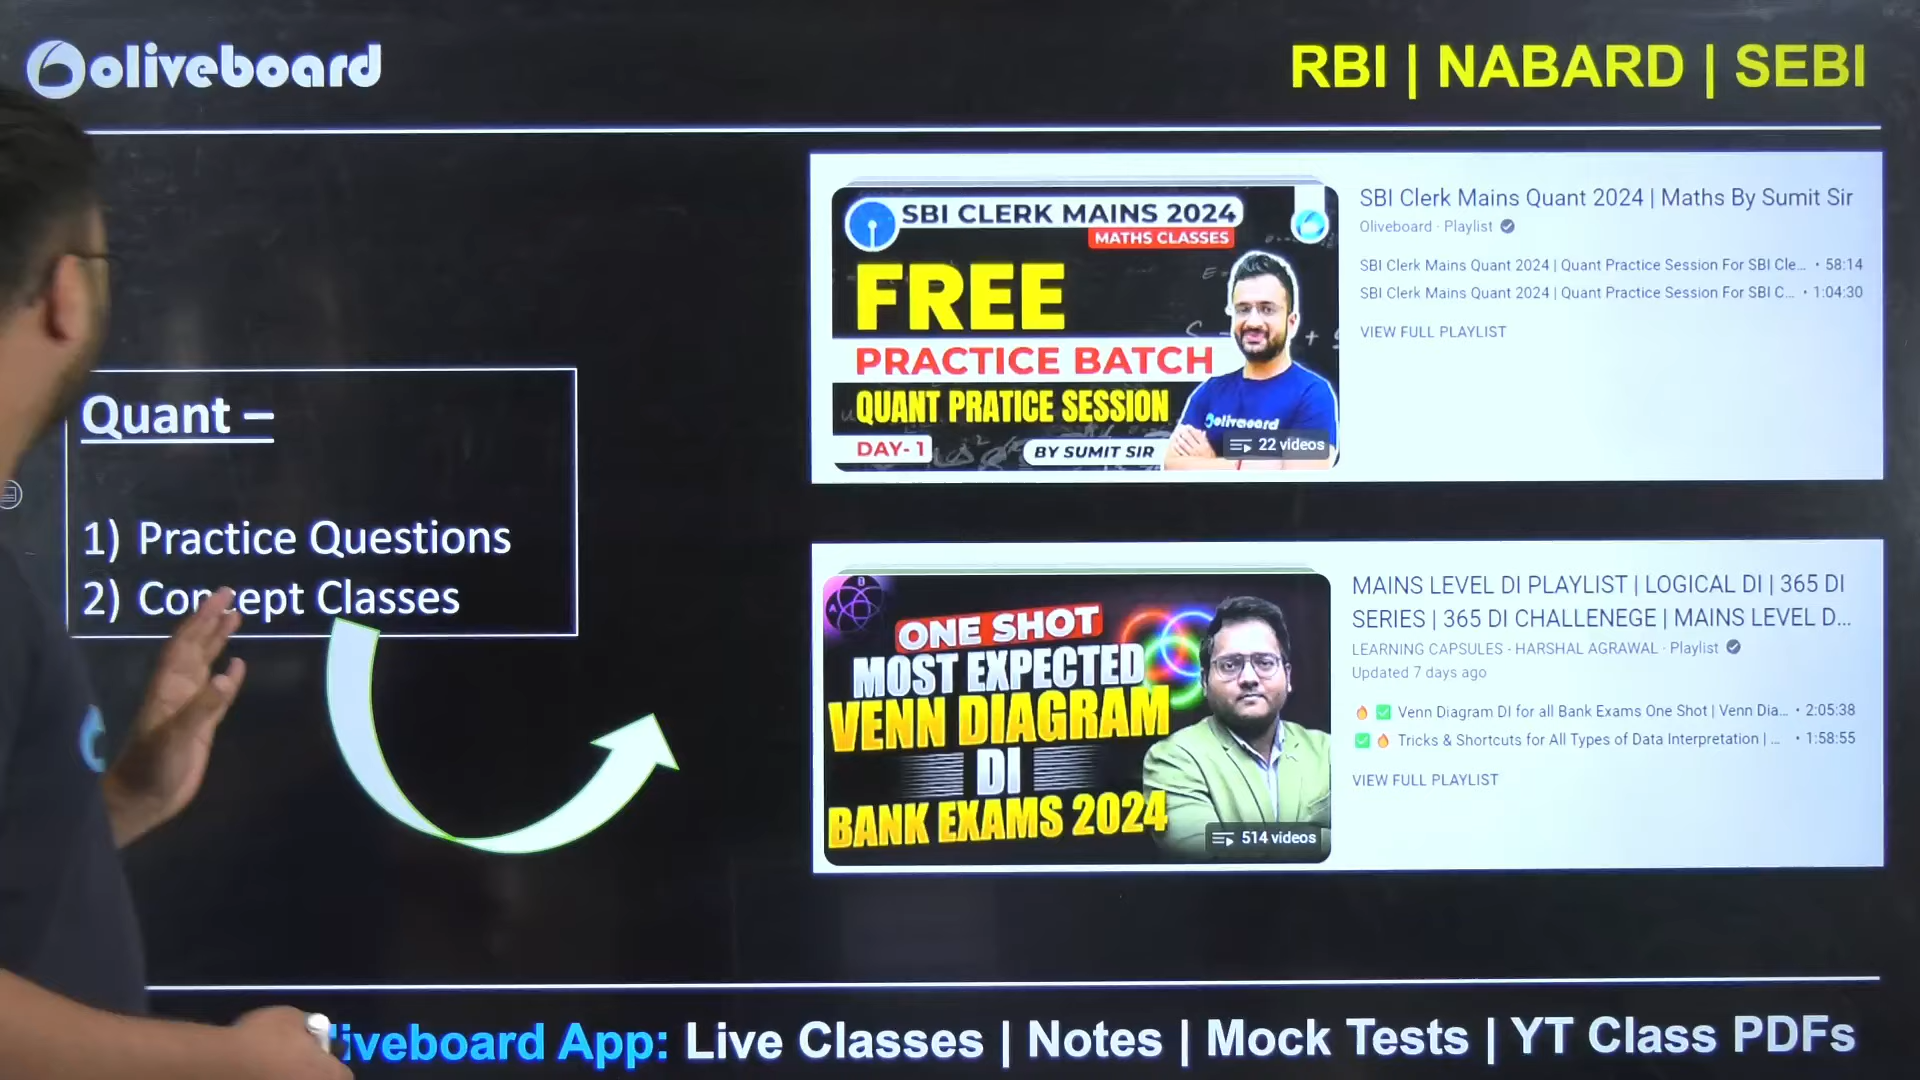 oliveboard
RBI | NABARD | SEBI
Quant –
1) Practice Questions
2) Concept Classes
SBI CLERK MAINS 2024
MATHS CLASSES
FREE
PRACTICE BATCH
QUANT PRATICE SESSION
DAY- 1
BY SUMIT SIR
oliveboard
22 videos
SBI Clerk Mains Quant 2024 | Maths By Sumit Sir
Oliveboard · Playlist
SBI Clerk Mains Quant 2024 | Quant Practice Session For SBI Cle... · 58:14
SBI Clerk Mains Quant 2024 | Quant Practice Session For SBI C... · 1:04:30
VIEW FULL PLAYLIST
ONE SHOT
MOST EXPECTED
VENN DIAGRAM
DI
BANK EXAMS 2024
514 videos
MAINS LEVEL DI PLAYLIST | LOGICAL DI | 365 DI
SERIES | 365 DI CHALLENEGE | MAINS LEVEL D...
LEARNING CAPSULES - HARSHAL AGRAWAL · Playlist
Updated 7 days ago
Venn Diagram DI for all Bank Exams One Shot | Venn Dia... · 2:05:38
Tricks & Shortcuts for All Types of Data Interpretation | ... · 1:58:55
VIEW FULL PLAYLIST
liveboard App: Live Classes | Notes | Mock Tests | YT Class PDFs